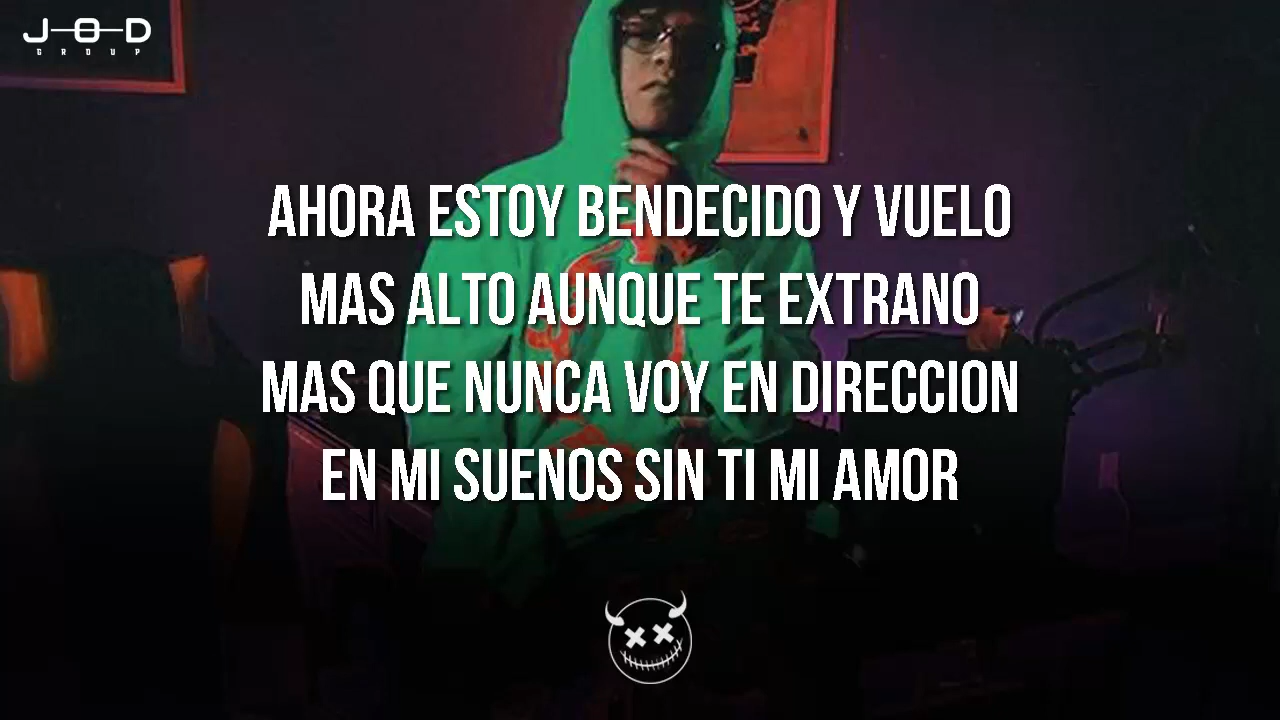 JOD
GROUP
AHORA ESTOY BENDECIDO Y VUELO
MAS ALTO AUNQUE TE EXTRANO
MAS QUE NUNCA VOY EN DIRECCION
EN MI SUENOS SIN TI MI AMOR